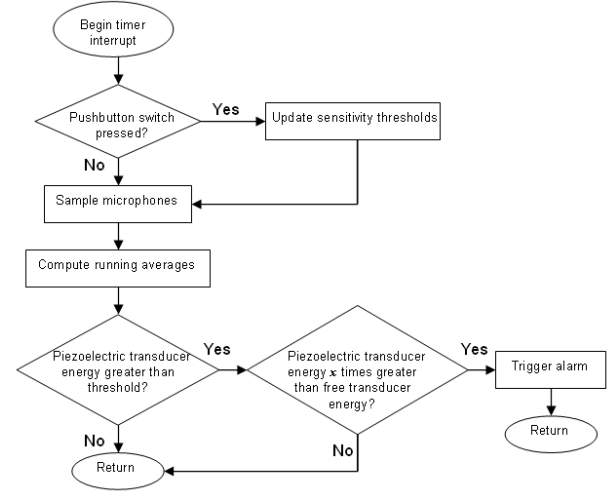 Begin timer
interrupt
Pushbutton switch
pressed?
Yes
Update sensitivity thresholds
No
Sample microphones
Compute running averages
Piezoelectric transducer
energy greater than
threshold?
Yes
Piezoelectric transducer
energy x times greater
than free transducer
energy?
Yes
Trigger alarm
No
Return
No
Return